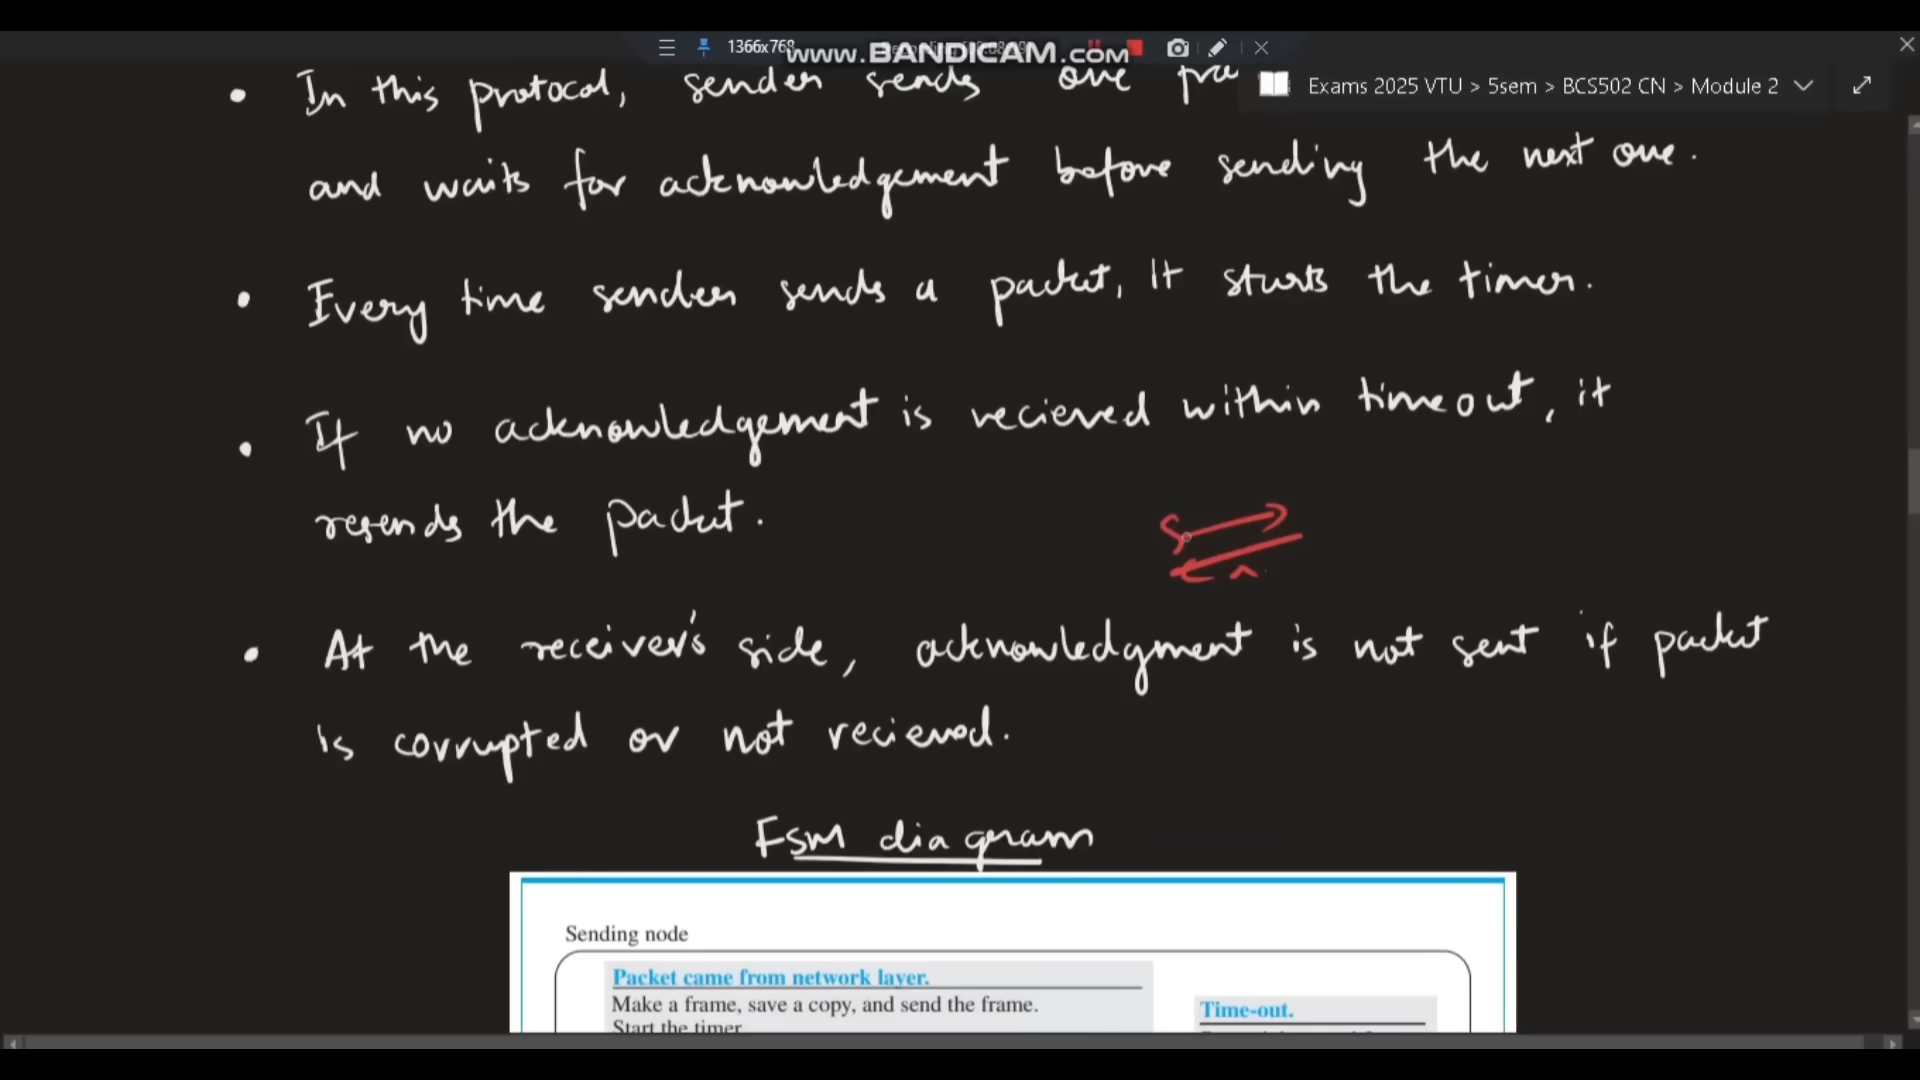 1366x768
www.BANDICAM.com
Exams 2025 VTU > 5sem > BCS502 CN > Module 2
• In this protocol, sender sends one
and waits for acknowledgement before sending the next one.
• Every time sender sends a packet, It starts the timer.
• If no acknowledgement is recieved within timeout, it
resends the packet.
S
• At the receiver's side, acknowledgment is not sent if packet
is corrupted or not recieved.
FSM diagram
Sending node
Packet came from network layer.
Make a frame, save a copy, and send the frame.
Start the timer
Time-out.